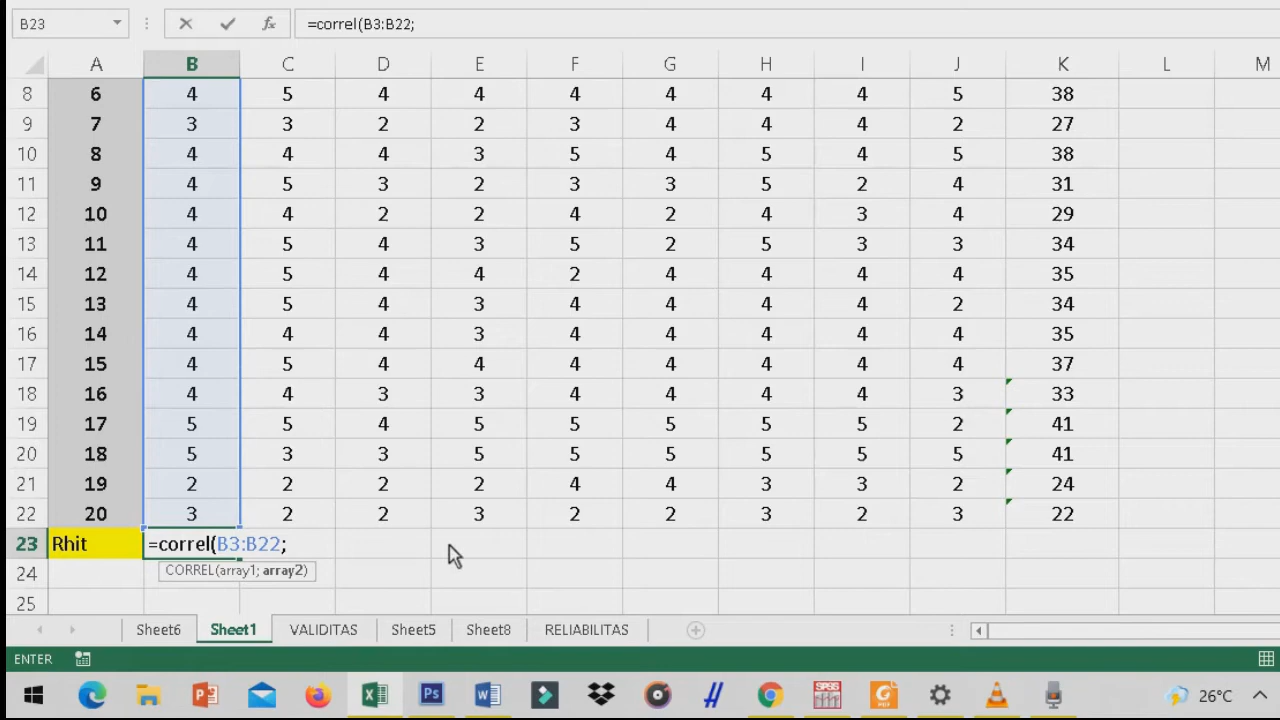 B23 =correl(B3:B22;
A B C D E F G H I J K L M
8 6 4 5 4 4 4 4 4 4 5 38
9 7 3 3 2 2 3 4 4 4 2 27
10 8 4 4 4 3 5 4 5 4 5 38
11 9 4 5 3 2 3 3 5 2 4 31
12 10 4 4 2 2 4 2 4 3 4 29
13 11 4 5 4 3 5 2 5 3 3 34
14 12 4 5 4 4 2 4 4 4 4 35
15 13 4 5 4 3 4 4 4 4 2 34
16 14 4 4 4 3 4 4 4 4 4 35
17 15 4 5 4 4 4 4 4 4 4 37
18 16 4 4 3 3 4 4 4 4 3 33
19 17 5 5 4 5 5 5 5 5 2 41
20 18 5 3 3 5 5 5 5 5 5 41
21 19 2 2 2 2 4 4 3 3 2 24
22 20 3 2 2 3 2 2 3 2 3 22
23 Rhit =correl(B3:B22;
24 CORREL(array1; array2)
25
Sheet6 Sheet1 VALIDITAS Sheet5 Sheet8 RELIABILITAS
ENTER
26°C